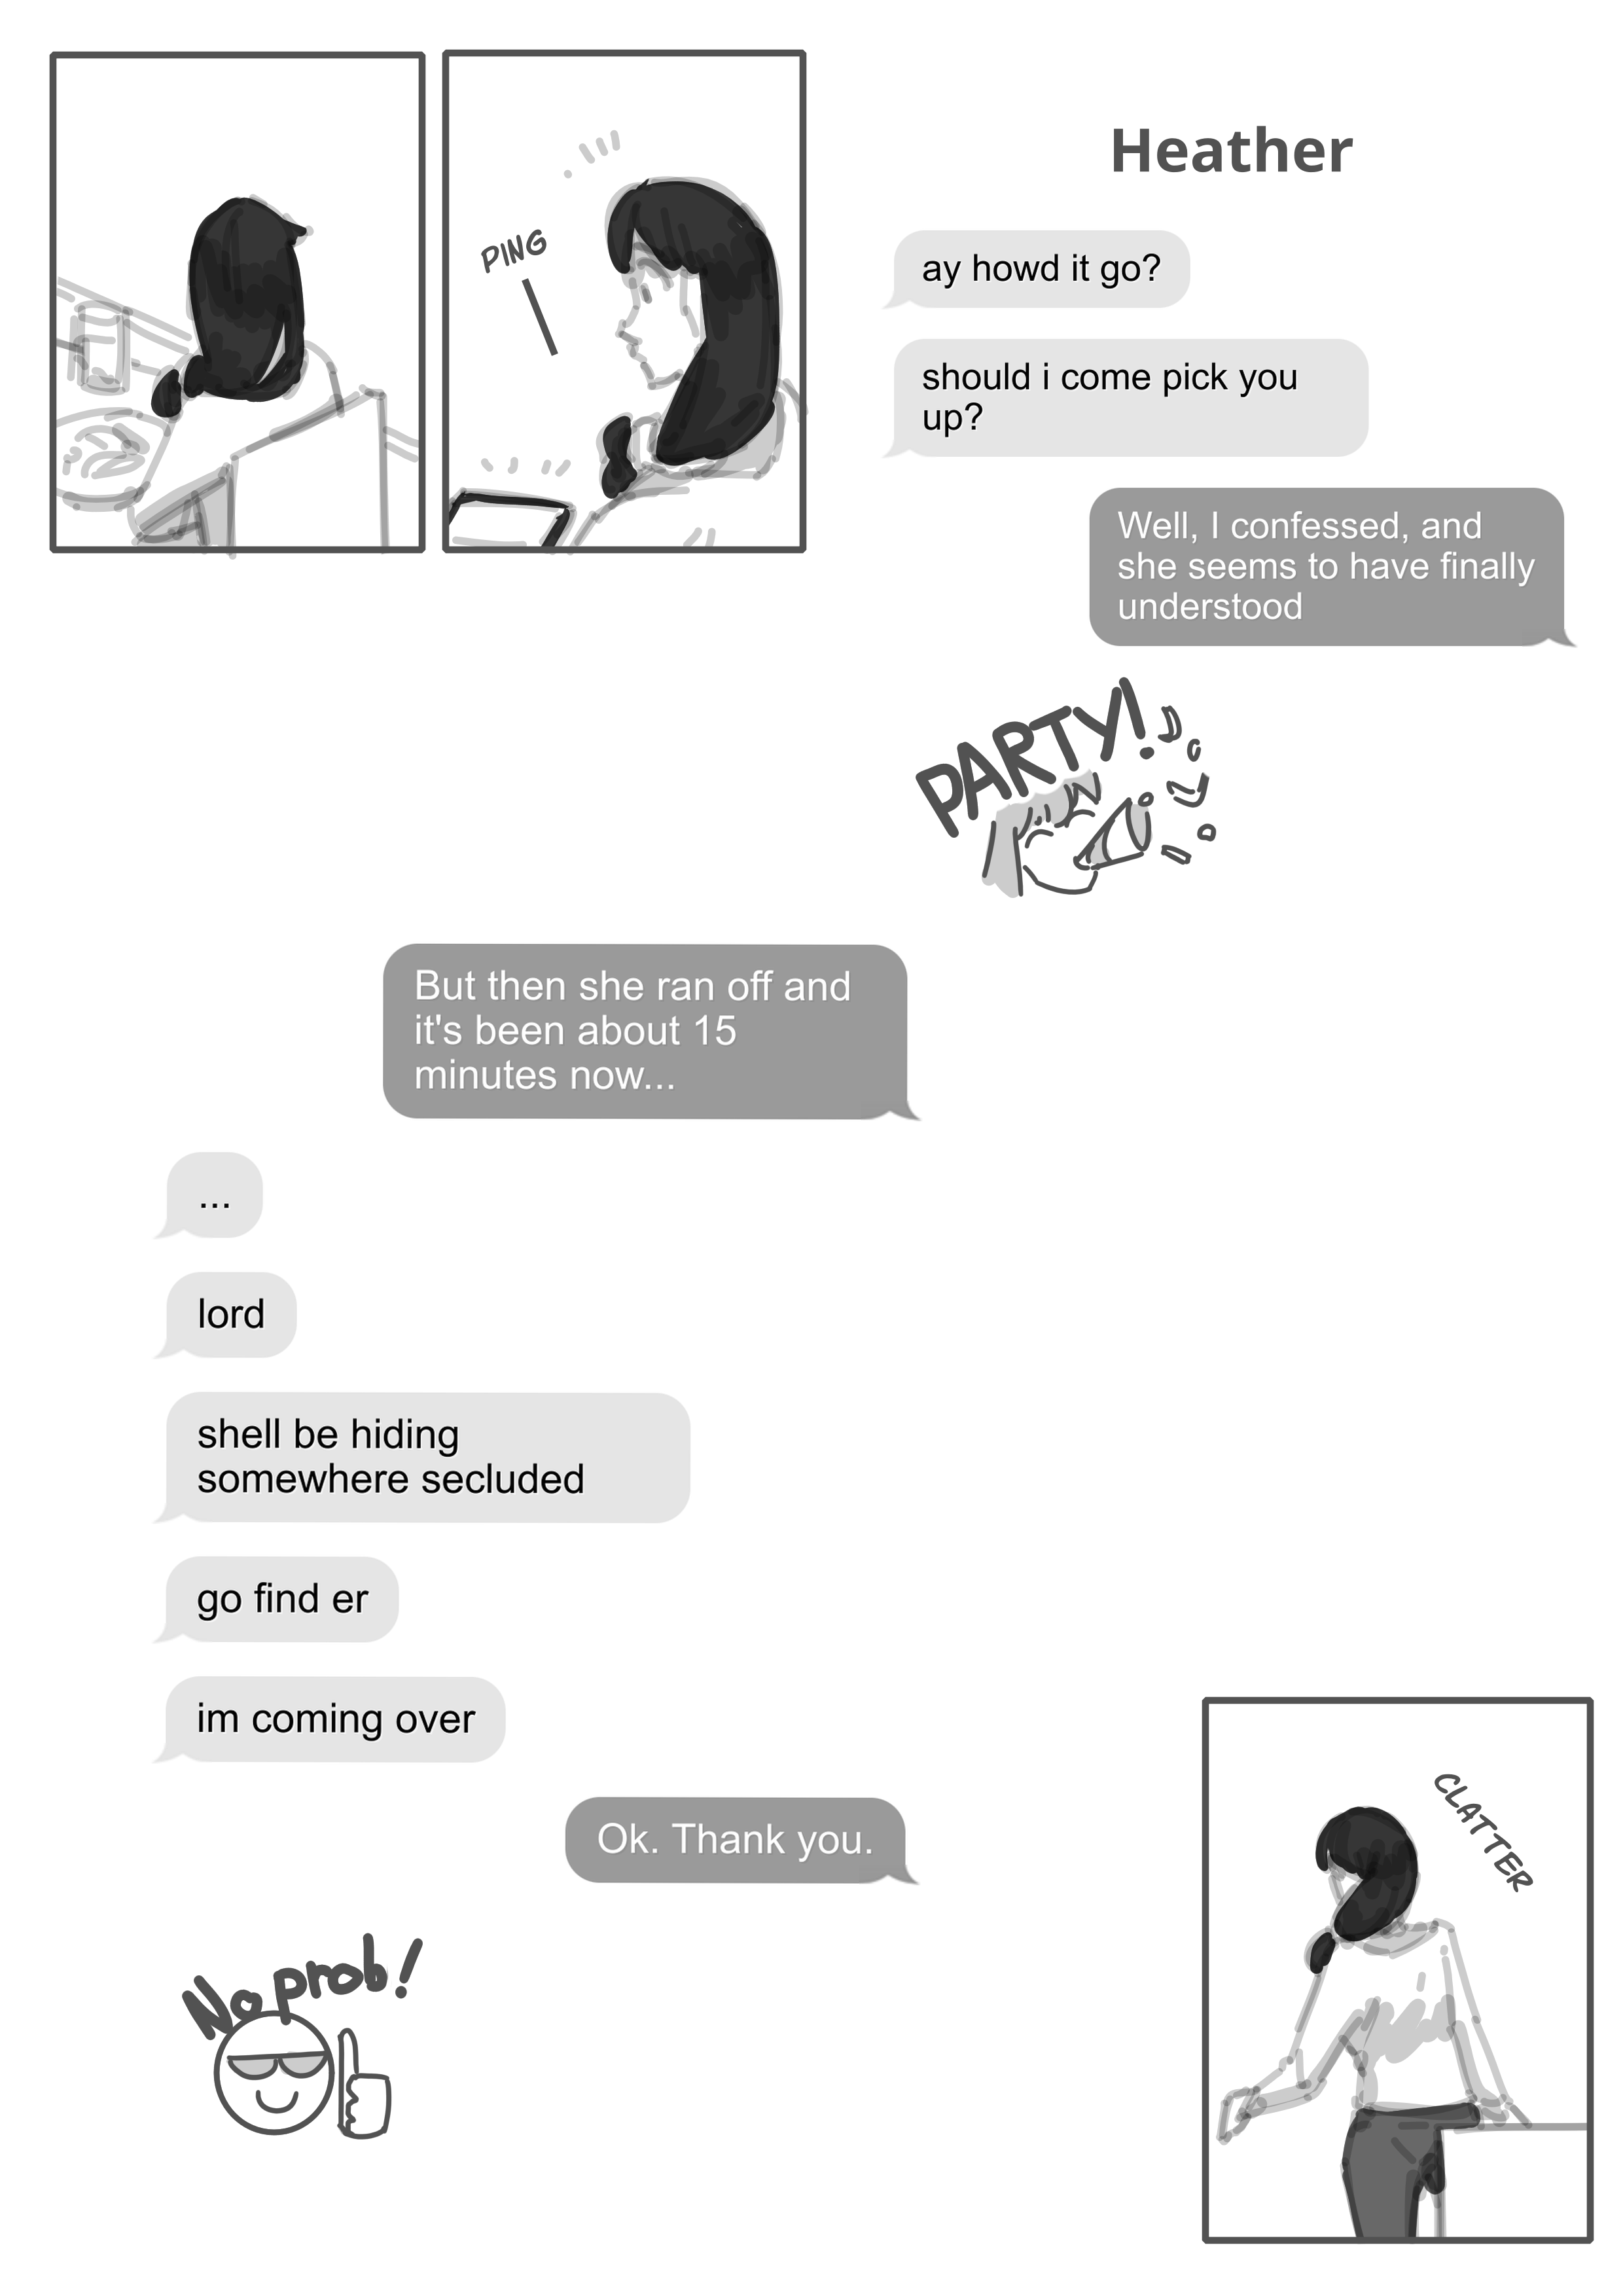 PING
Heather
ay howd it go?
should i come pick you
up?
Well, I confessed, and
she seems to have finally
understood
PARTY!
But then she ran off and
it's been about 15
minutes now...
...
lord
shell be hiding
somewhere secluded
go find er
im coming over
Ok. Thank you.
No prob!
CLATTER